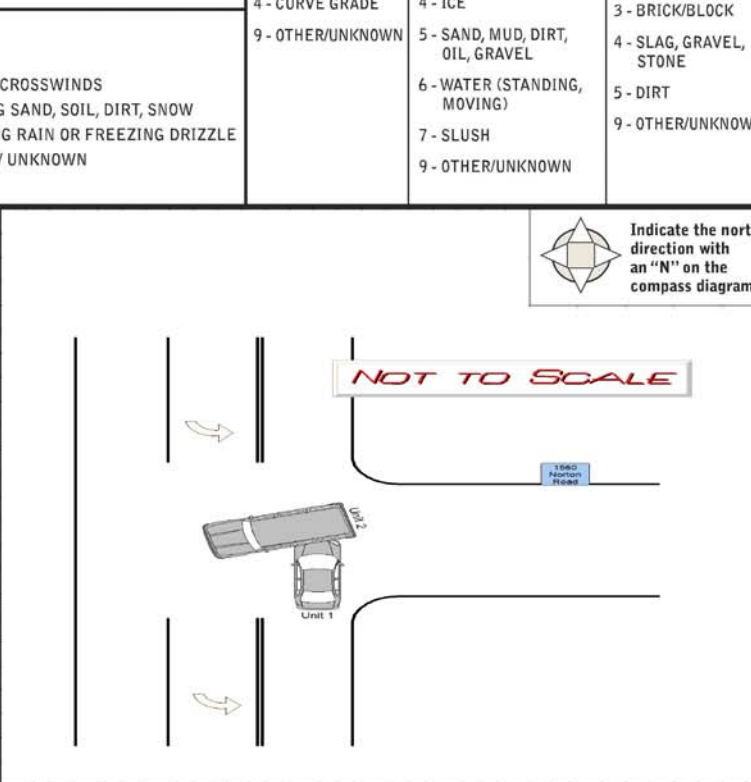 CROSSWINDS
SAND, SOIL, DIRT, SNOW
RAIN OR FREEZING DRIZZLE
UNKNOWN
4 - CURVE GRADE
9 - OTHER/UNKNOWN
4 - ICE
5 - SAND, MUD, DIRT,
OIL, GRAVEL
6 - WATER (STANDING,
MOVING)
7 - SLUSH
9 - OTHER/UNKNOWN
3 - BRICK/BLOCK
4 - SLAG, GRAVEL,
STONE
5 - DIRT
9 - OTHER/UNKNOW
Indicate the nort
direction with
an "N" on the
compass diagram
NOT TO SCALE
1560
Norton
Road
Unit 2
Unit 1